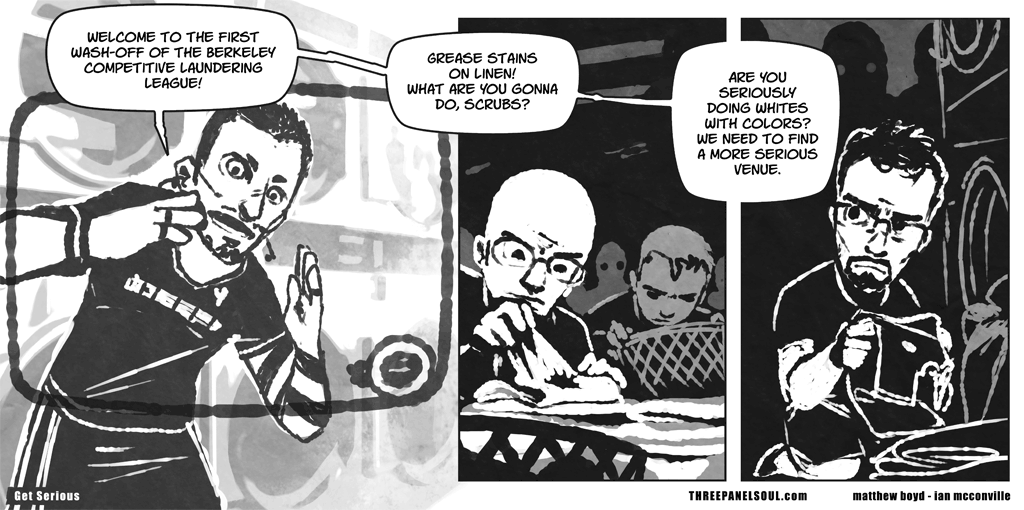 WELCOME TO THE FIRST
WASH-OFF OF THE BERKELEY
COMPETITIVE LAUNDERING
LEAGUE!
GREASE STAINS
ON LINEN!
WHAT ARE YOU GONNA
DO, SCRUBS?
ARE YOU
SERIOUSLY
DOING WHITES
WITH COLORS?
WE NEED TO FIND
A MORE SERIOUS
VENUE.
Get Serious
THREEPANELSOUL.com
matthew boyd - ian mcconville